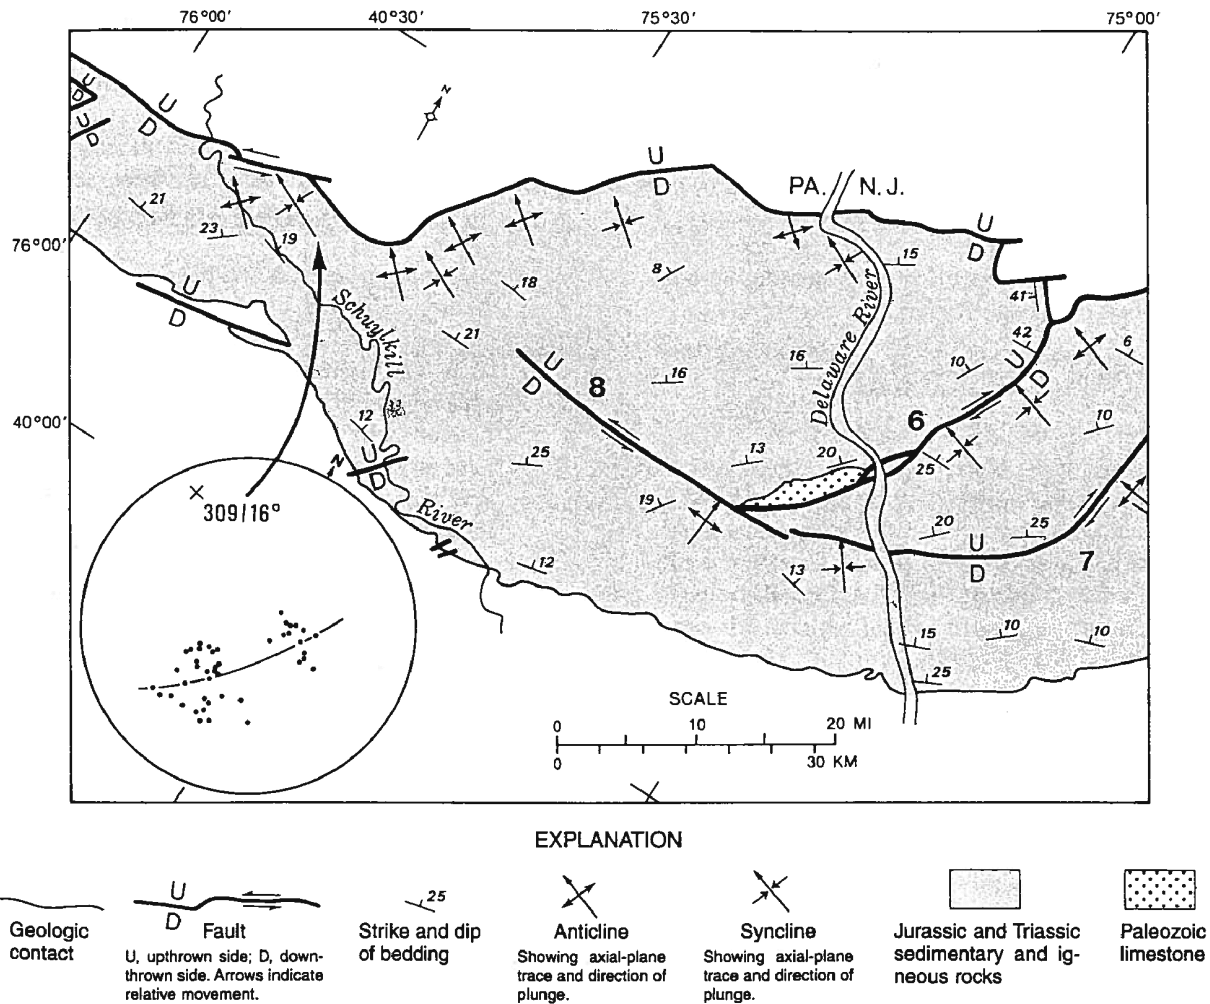 76°00' 40°30' 75°30' 75°00'
U
D
U
D
U
D
N
U
D
PA. N.J.
21
23
19
76°00'
U
D
18
8
15
U
D
41
Schuylkill
21
Delaware River
42
6
16
10
U
D
U
D
8
16
6
10
40°00'
12
33
U
D
N
25
13
20
25
309/16°
River
19
20
25
U
D
7
12
13
15
10
10
25
SCALE
0 10 20 MI
0 30 KM
EXPLANATION
U
D
25
Geologic
contact
Fault
U, upthrown side; D, down-
thrown side. Arrows indicate
relative movement.
Strike and dip
of bedding
Anticline
Showing axial-plane
trace and direction of
plunge.
Syncline
Showing axial-plane
trace and direction of
plunge.
Jurassic and Triassic
sedimentary and ig-
neous rocks
Paleozoic
limestone